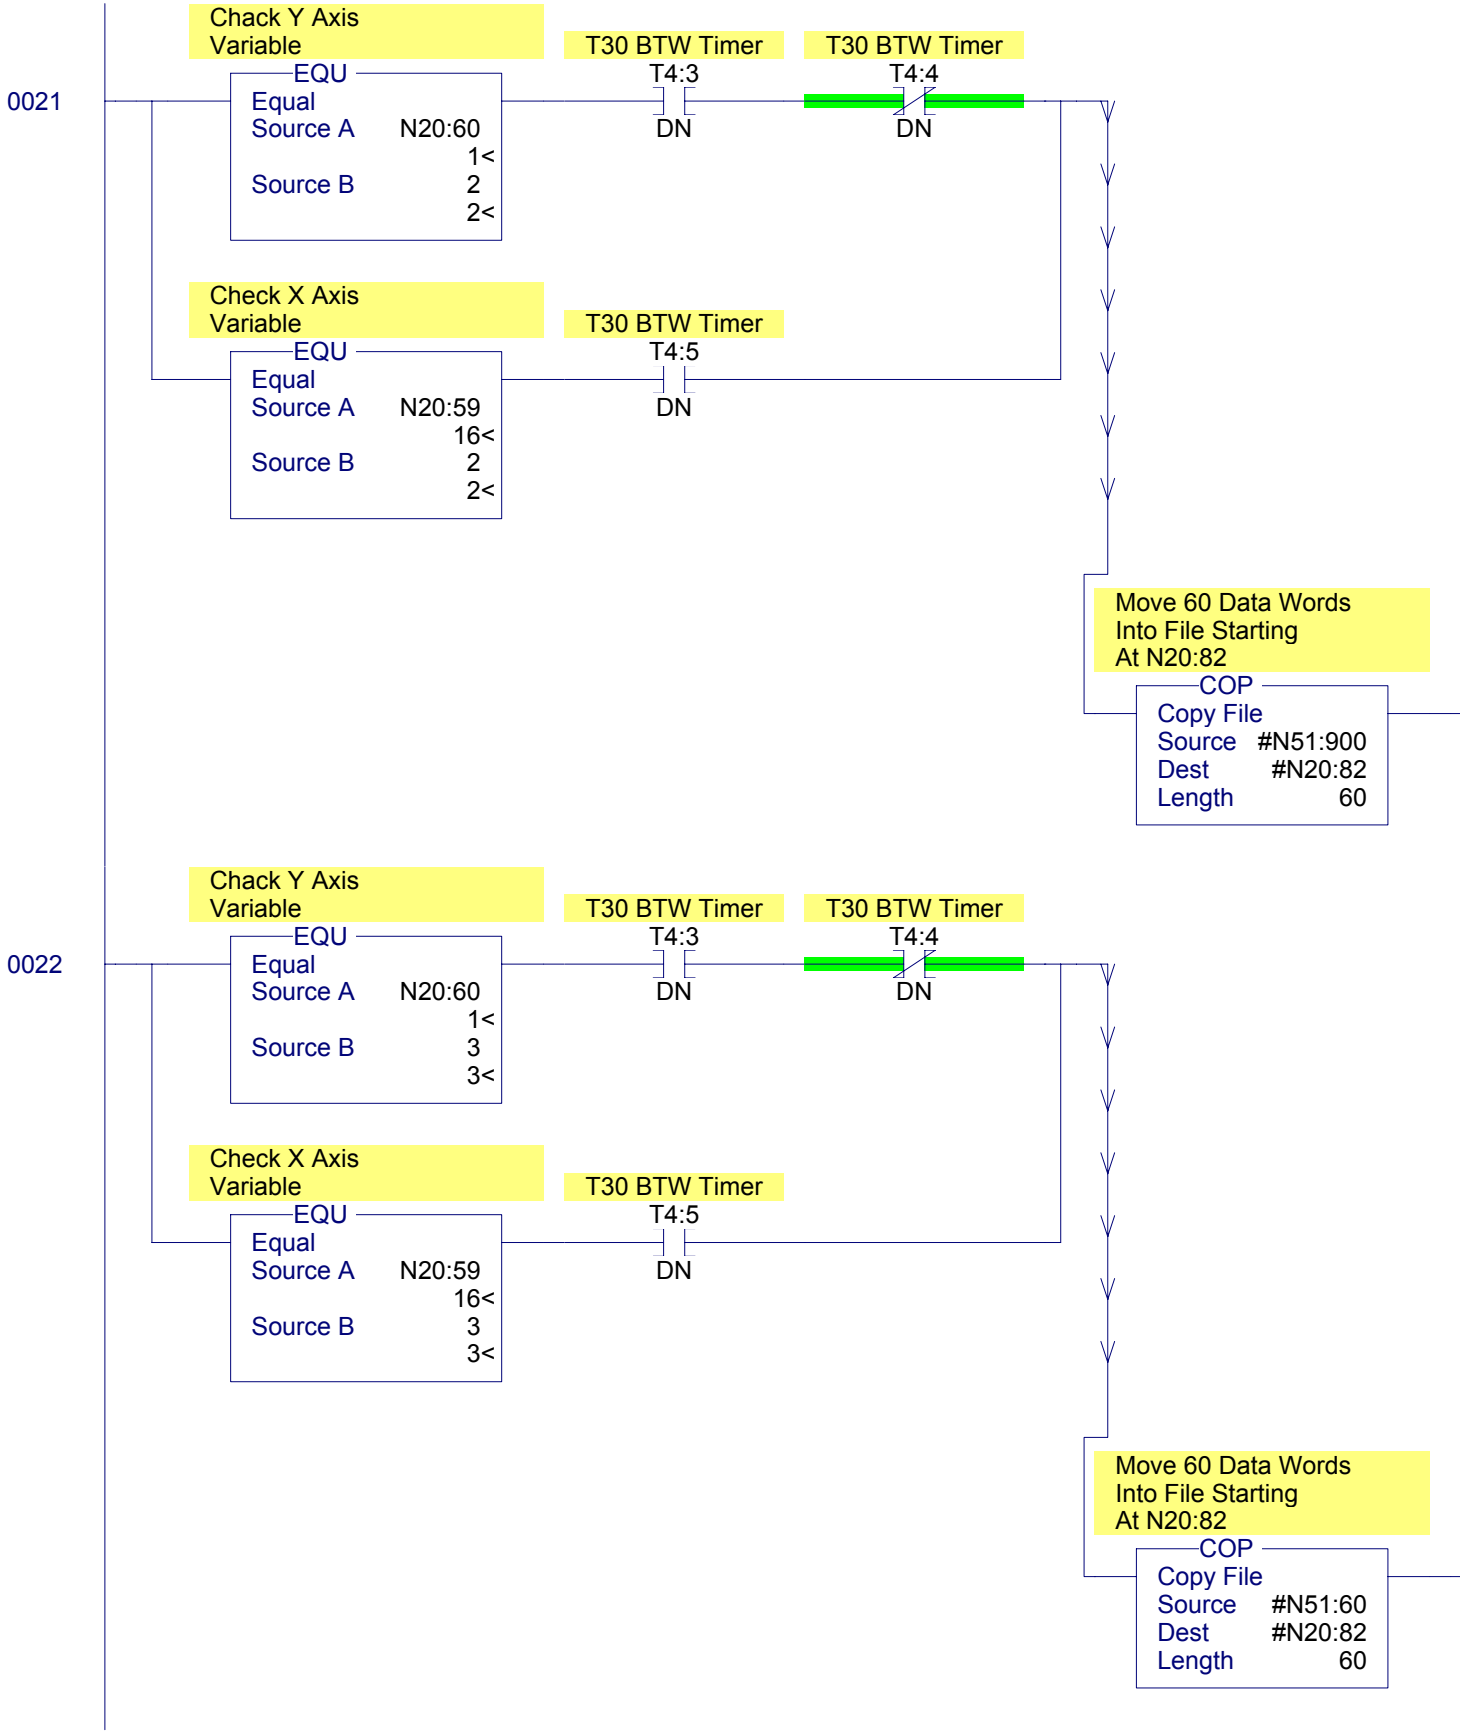 Chack Y Axis
Variable
T30 BTW Timer
T30 BTW Timer
EQU
T4:3
T4:4
0021
Equal
DN
DN
Source A N20:60
1<
Source B 2
2<
Check X Axis
Variable
T30 BTW Timer
EQU
T4:5
Equal
DN
Source A N20:59
16<
Source B 2
2<
Move 60 Data Words
Into File Starting
At N20:82
COP
Copy File
Source #N51:900
Dest #N20:82
Length 60
Chack Y Axis
Variable
T30 BTW Timer
T30 BTW Timer
EQU
T4:3
T4:4
0022
Equal
DN
DN
Source A N20:60
1<
Source B 3
3<
Check X Axis
Variable
T30 BTW Timer
EQU
T4:5
Equal
DN
Source A N20:59
16<
Source B 3
3<
Move 60 Data Words
Into File Starting
At N20:82
COP
Copy File
Source #N51:60
Dest #N20:82
Length 60